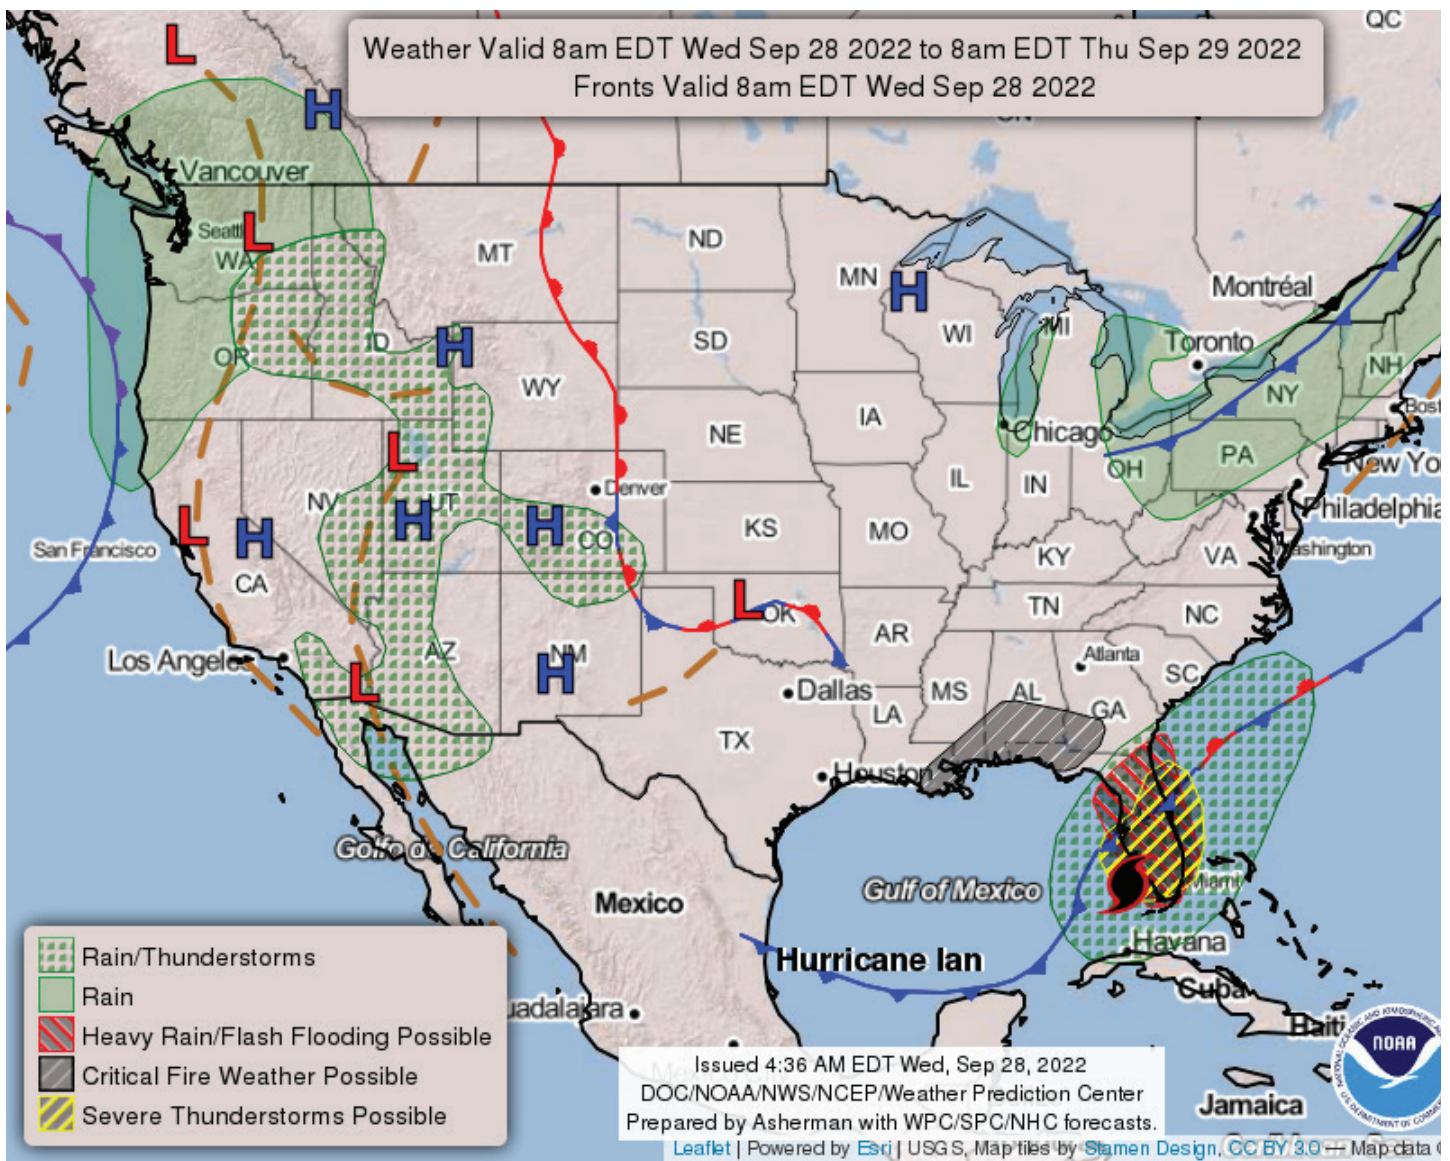 QC
Weather Valid 8am EDT Wed Sep 28 2022 to 8am EDT Thu Sep 29 2022
Fronts Valid 8am EDT Wed Sep 28 2022
L
H
ON
Vancouver
Seattl
L
WA
MT
ND
MN
H
Montréal
OR
ID
H
SD
WI
MI
Toronto
WY
NH
NY
IA
Bost
NE
Chicago
PA
New Yo
L
OH
IL
IN
Denver
NV
UT
Philadelphia
L
H
H
H
CO
KS
MO
San Francisco
KY
VA
Washington
CA
L
OK
TN
NC
AR
Los Angeles
AZ
NM
Atlanta
H
SC
L
Dallas
MS
AL
LA
GA
TX
Houston
Golfo de California
Gulf of Mexico
Miami
Mexico
Havana
Hurricane Ian
Cuba
Rain/Thunderstorms
Rain
Heavy Rain/Flash Flooding Possible
Critical Fire Weather Possible
Severe Thunderstorms Possible
uadalajara
Haiti
NOAA
Issued 4:36 AM EDT Wed, Sep 28, 2022
DOC/NOAA/NWS/NCEP/Weather Prediction Center
Prepared by Asherman with WPC/SPC/NHC forecasts.
Jamaica
Leaflet | Powered by Esri | USGS, Map tiles by Stamen Design, CC BY 3.0 — Map data